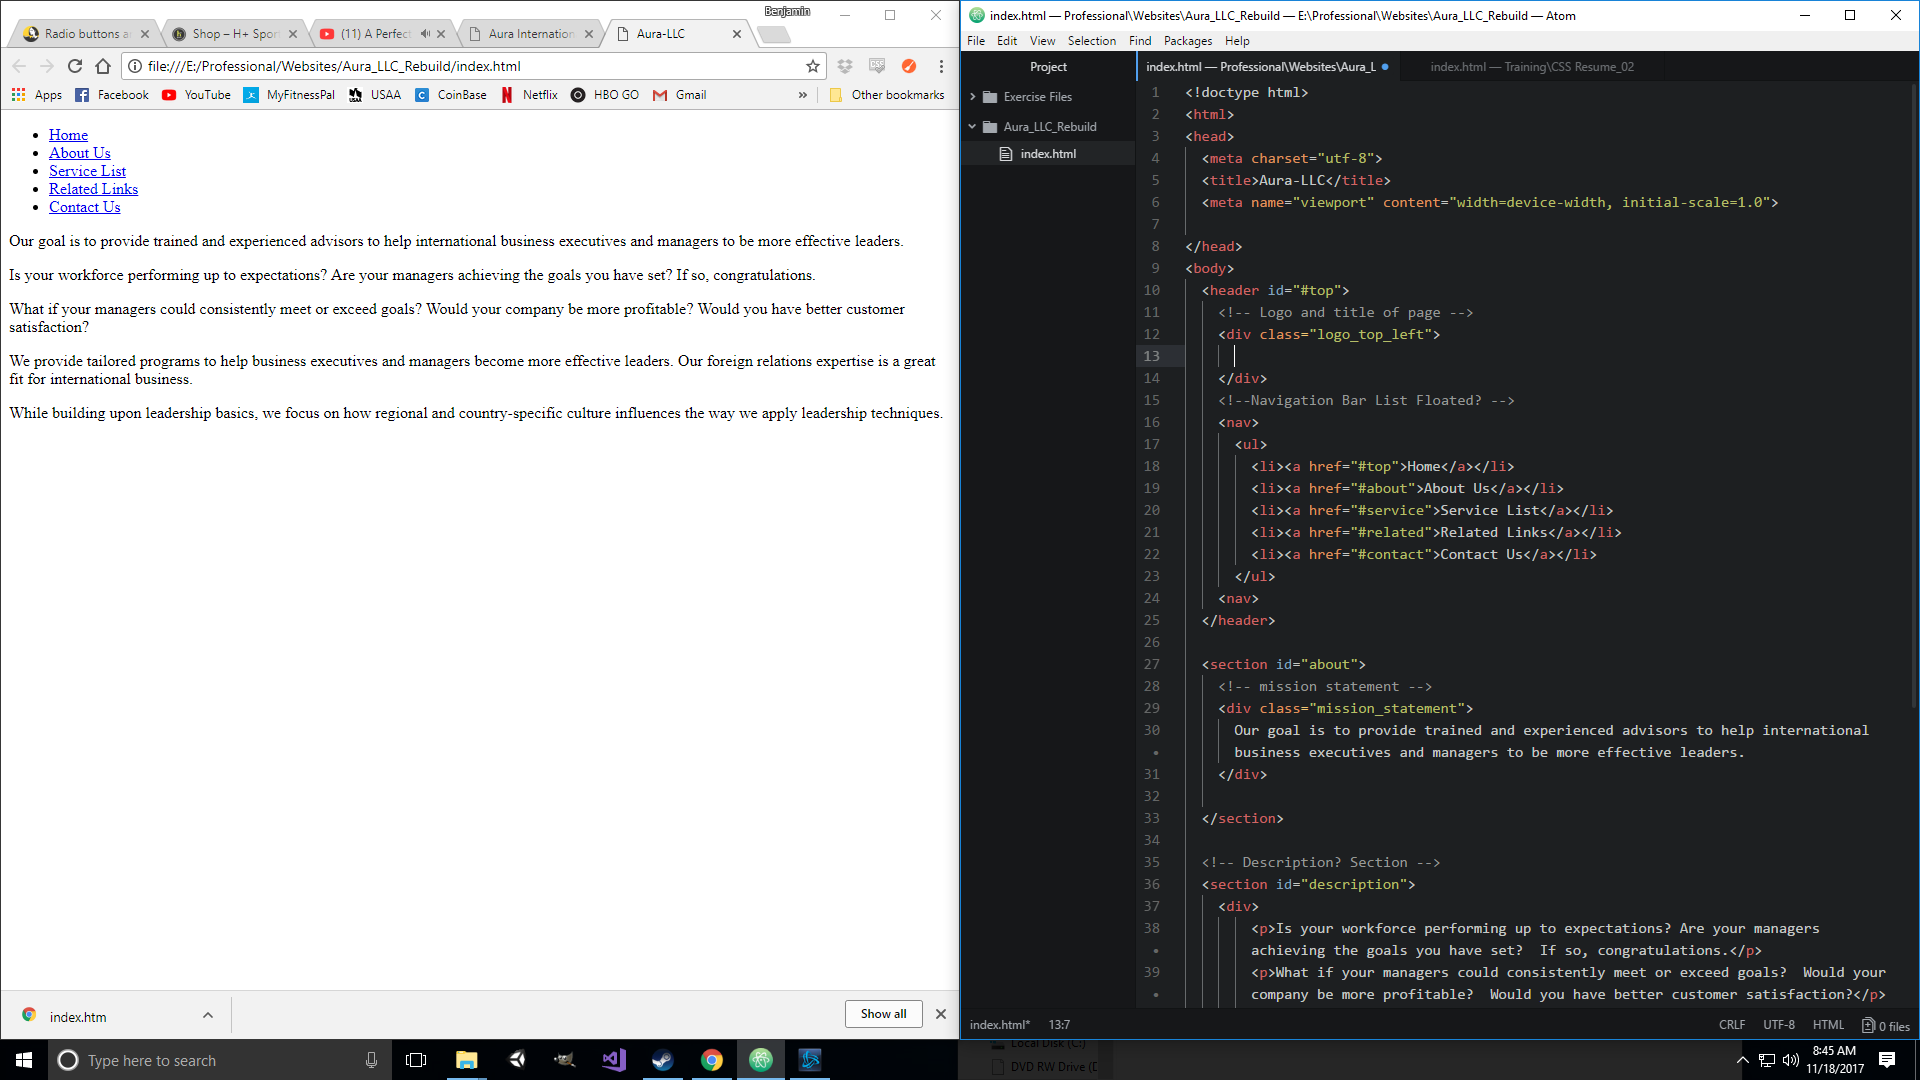 Benjamin
Radio buttons a
Shop – H+ Spor
(11) A Perfect
Aura Internation
Aura-LLC
file:///E:/Professional/Websites/Aura_LLC_Rebuild/index.html
Apps
Facebook
YouTube
MyFitnessPal
USAA
CoinBase
Netflix
HBO GO
Gmail
»
Other bookmarks
Home
About Us
Service List
Related Links
Contact Us
Our goal is to provide trained and experienced advisors to help international business executives and managers to be more effective leaders.
Is your workforce performing up to expectations? Are your managers achieving the goals you have set? If so, congratulations.
What if your managers could consistently meet or exceed goals? Would your company be more profitable? Would you have better customer
satisfaction?
We provide tailored programs to help business executives and managers become more effective leaders. Our foreign relations expertise is a great
fit for international business.
While building upon leadership basics, we focus on how regional and country-specific culture influences the way we apply leadership techniques.
index.htm
Show all
Type here to search
index.html — Professional\Websites\Aura_LLC_Rebuild — E:\Professional\Websites\Aura_LLC_Rebuild — Atom
File Edit View Selection Find Packages Help
Project
Exercise Files
Aura_LLC_Rebuild
index.html
index.html — Professional\Websites\Aura_L
index.html — Training\CSS Resume_02
1 <!doctype html>
2 <html>
3 <head>
4 <meta charset="utf-8">
5 <title>Aura-LLC</title>
6 <meta name="viewport" content="width=device-width, initial-scale=1.0">
7
8 </head>
9 <body>
10 <header id="#top">
11 <!-- Logo and title of page -->
12 <div class="logo_top_left">
13
14 </div>
15 <!--Navigation Bar List Floated? -->
16 <nav>
17 <ul>
18 <li><a href="#top">Home</a></li>
19 <li><a href="#about">About Us</a></li>
20 <li><a href="#service">Service List</a></li>
21 <li><a href="#related">Related Links</a></li>
22 <li><a href="#contact">Contact Us</a></li>
23 </ul>
24 <nav>
25 </header>
26
27 <section id="about">
28 <!-- mission statement -->
29 <div class="mission_statement">
30 Our goal is to provide trained and experienced advisors to help international
• business executives and managers to be more effective leaders.
31 </div>
32
33 </section>
34
35 <!-- Description? Section -->
36 <section id="description">
37 <div>
38 <p>Is your workforce performing up to expectations? Are your managers
• achieving the goals you have set?  If so, congratulations.</p>
39 <p>What if your managers could consistently meet or exceed goals?  Would your
• company be more profitable?  Would you have better customer satisfaction?</p>
index.html* 13:7
CRLF UTF-8 HTML 0 files
Local Disk (C:)
DVD RW Drive (D
8:45 AM
11/18/2017